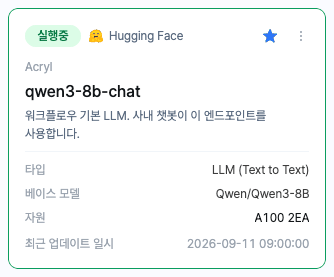 실행중 Hugging Face
Acryl
qwen3-8b-chat
워크플로우 기본 LLM. 사내 챗봇이 이 엔드포인트를
사용합니다.
타입 LLM (Text to Text)
베이스 모델 Qwen/Qwen3-8B
자원 A100 2EA
최근 업데이트 일시 2026-09-11 09:00:00